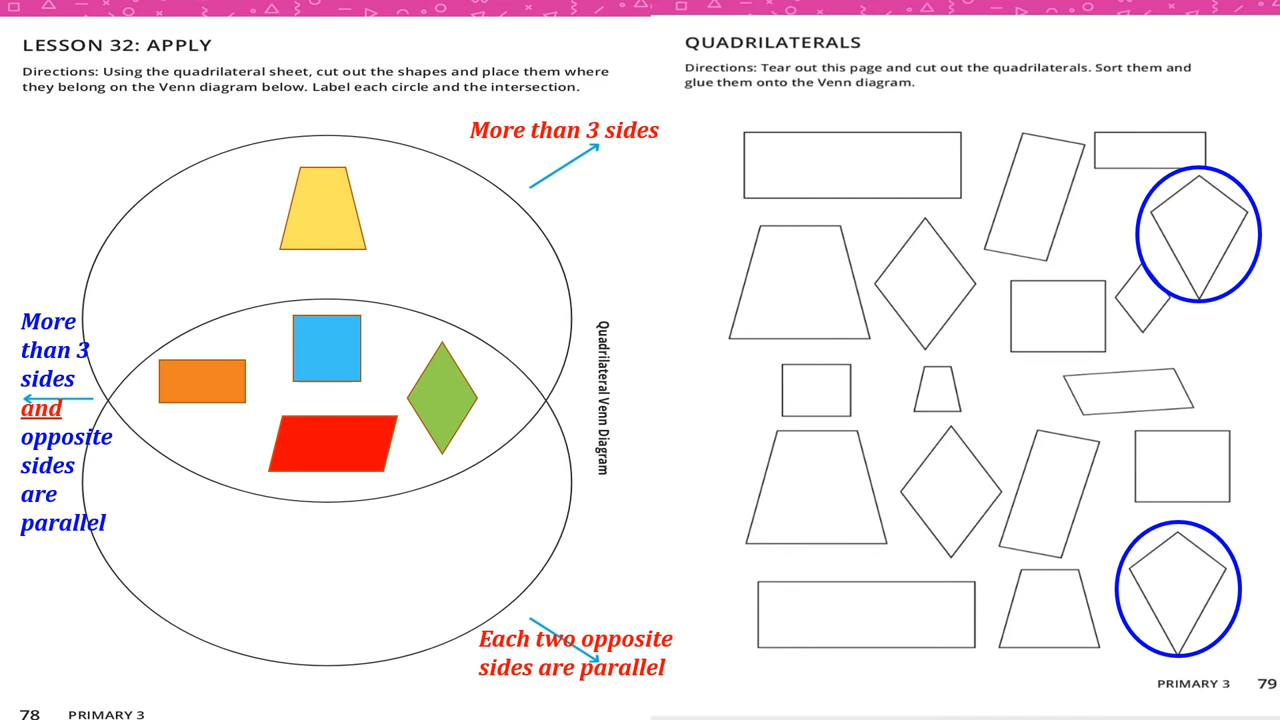 LESSON 32: APPLY
Directions: Using the quadrilateral sheet, cut out the shapes and place them where
they belong on the Venn diagram below. Label each circle and the intersection.
More than 3 sides
More
than 3
sides
and
opposite
sides
are
parallel
Quadrilateral Venn Diagram
Each two opposite
sides are parallel
78 PRIMARY 3
QUADRILATERALS
Directions: Tear out this page and cut out the quadrilaterals. Sort them and
glue them onto the Venn diagram.
PRIMARY 3 79